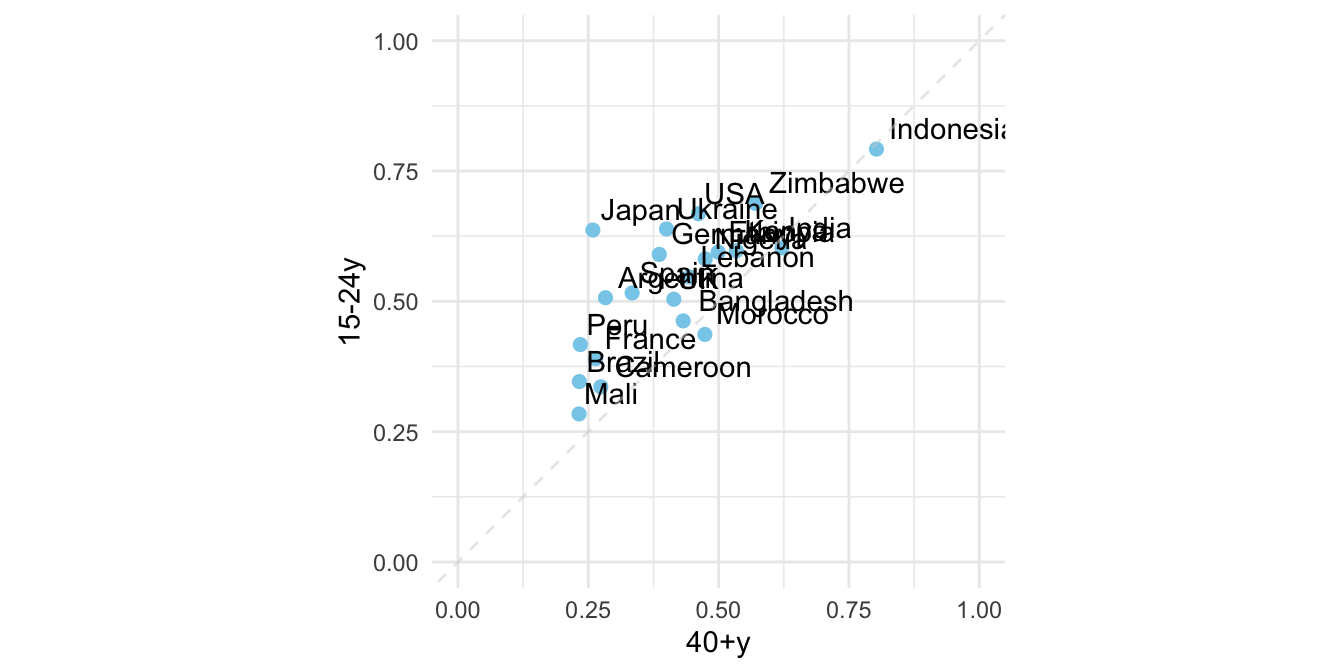 1.00
Indonesia
0.75
Zimbabwe
USA
Japan
Ukraine
India
Kenya
Nigeria
Lebanon
Spain
Argentina
UK
0.50
Bangladesh
Morocco
Peru
France
Brazil
Cameroon
Mali
0.25
0.00
15-24y
0.00 0.25 0.50 0.75 1.00
40+y